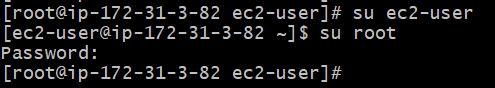 [root@ip-172-31-3-82 ec2-user]# su ec2-user
[ec2-user@ip-172-31-3-82 ~]$ su root
Password:
[root@ip-172-31-3-82 ec2-user]#